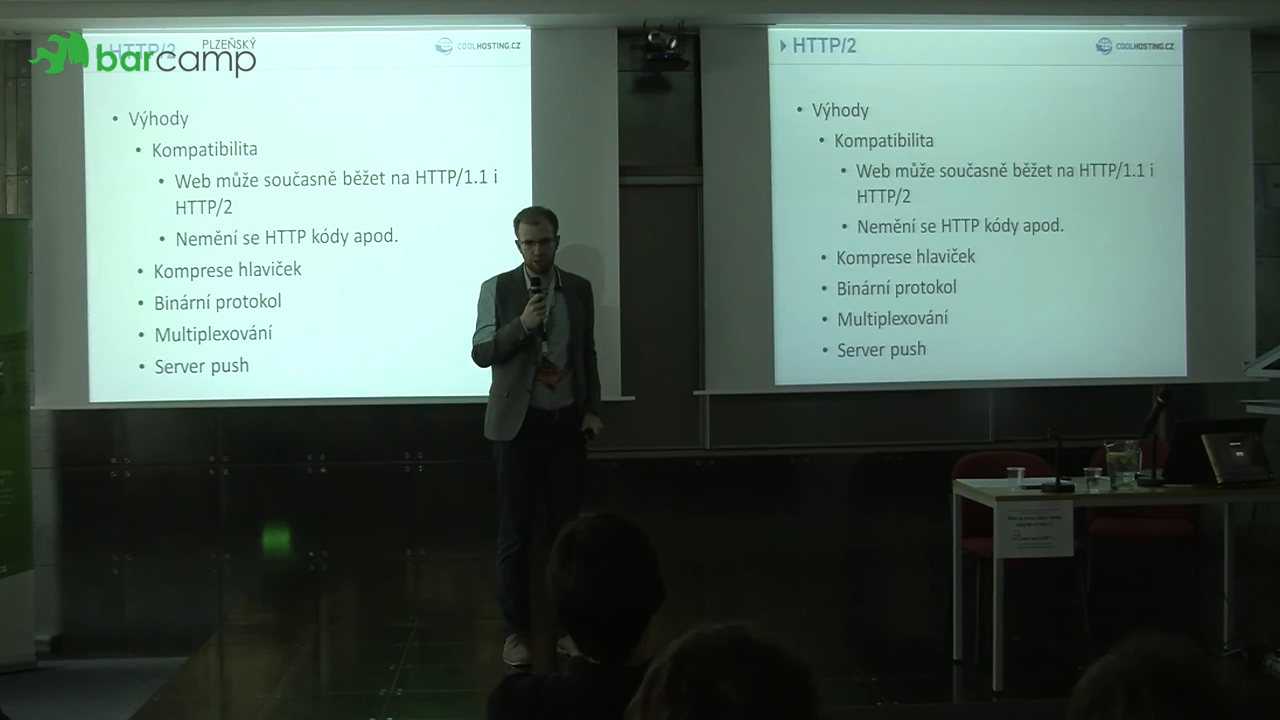 PLZEŇSKÝ
barcamp
HTTP/2
COOLHOSTING.CZ
• Výhody
• Kompatibilita
• Web může současně běžet na HTTP/1.1 i
HTTP/2
• Nemění se HTTP kódy apod.
• Komprese hlaviček
• Binární protokol
• Multiplexování
• Server push
HTTP/2
COOLHOSTING.CZ
• Výhody
• Kompatibilita
• Web může současně běžet na HTTP/1.1 i
HTTP/2
• Nemění se HTTP kódy apod.
• Komprese hlaviček
• Binární protokol
• Multiplexování
• Server push